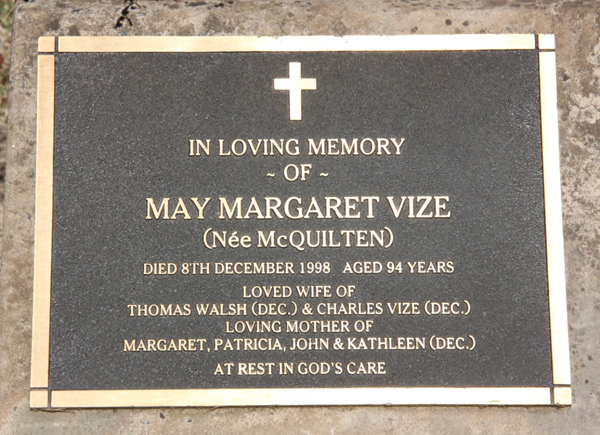 IN LOVING MEMORY
~ OF ~
MAY MARGARET VIZE
(Née McQUILTEN)
DIED 8TH DECEMBER 1998 AGED 94 YEARS
LOVED WIFE OF
THOMAS WALSH (DEC.) & CHARLES VIZE (DEC.)
LOVING MOTHER OF
MARGARET, PATRICIA, JOHN & KATHLEEN (DEC.)
AT REST IN GOD'S CARE